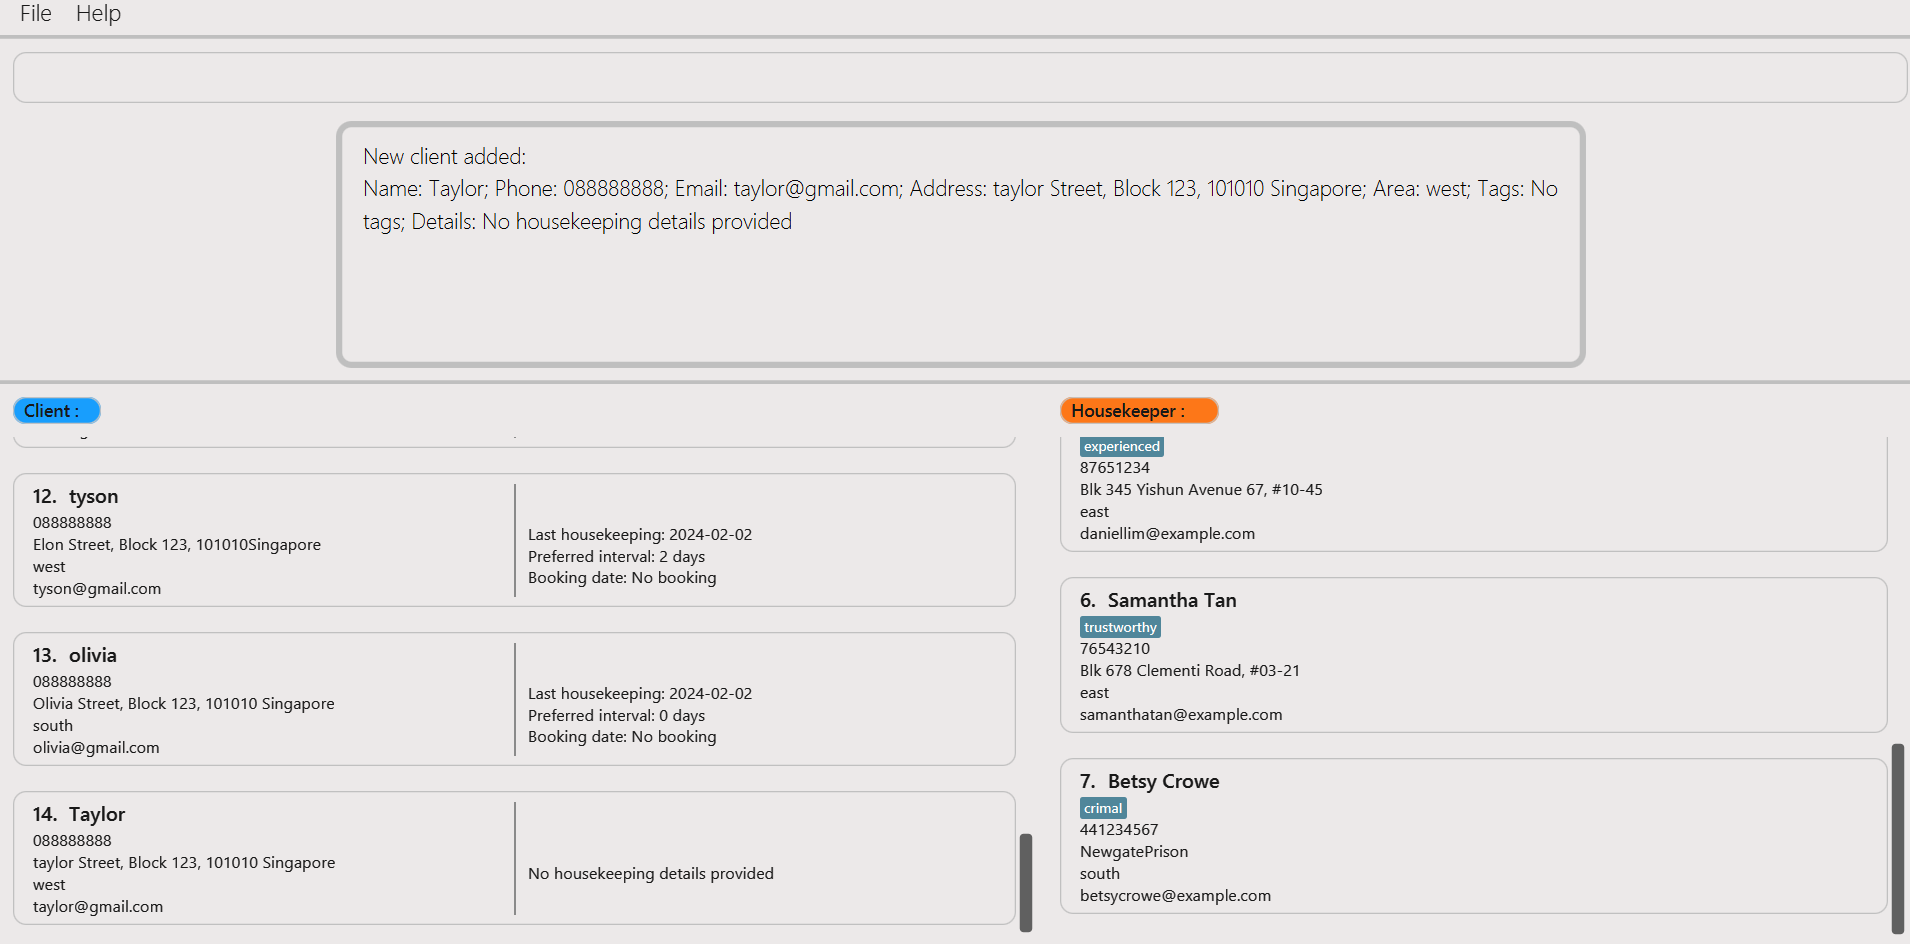 File Help
New client added:
Name: Taylor; Phone: 088888888; Email: taylor@gmail.com; Address: taylor Street, Block 123, 101010 Singapore; Area: west; Tags: No
tags; Details: No housekeeping details provided
Client :
12. tyson
088888888
Elon Street, Block 123, 101010Singapore
west
tyson@gmail.com
Last housekeeping: 2024-02-02
Preferred interval: 2 days
Booking date: No booking
13. olivia
088888888
Olivia Street, Block 123, 101010 Singapore
south
olivia@gmail.com
Last housekeeping: 2024-02-02
Preferred interval: 0 days
Booking date: No booking
14. Taylor
088888888
taylor Street, Block 123, 101010 Singapore
west
taylor@gmail.com
No housekeeping details provided
Housekeeper :
experienced
87651234
Blk 345 Yishun Avenue 67, #10-45
east
daniellim@example.com
6. Samantha Tan
trustworthy
76543210
Blk 678 Clementi Road, #03-21
east
samanthatan@example.com
7. Betsy Crowe
crimal
441234567
NewgatePrison
south
betsycrowe@example.com